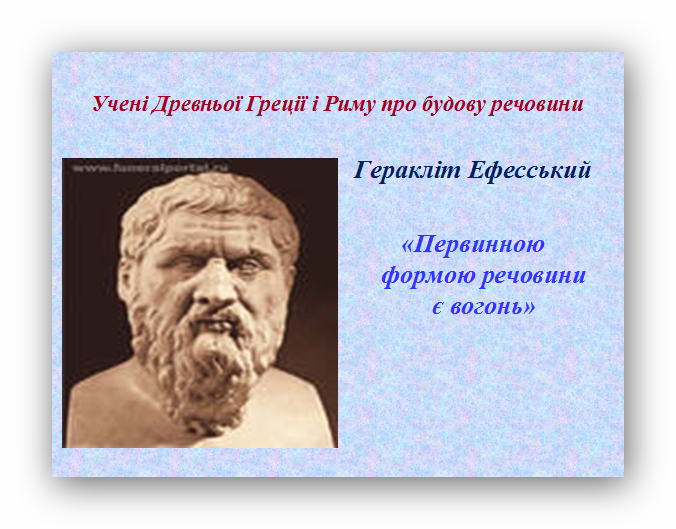 Учені Древньої Греції і Риму про будову речовини
www.funeralportal.ru
Геракліт Ефесський
«Первинною
формою речовини
є вогонь»